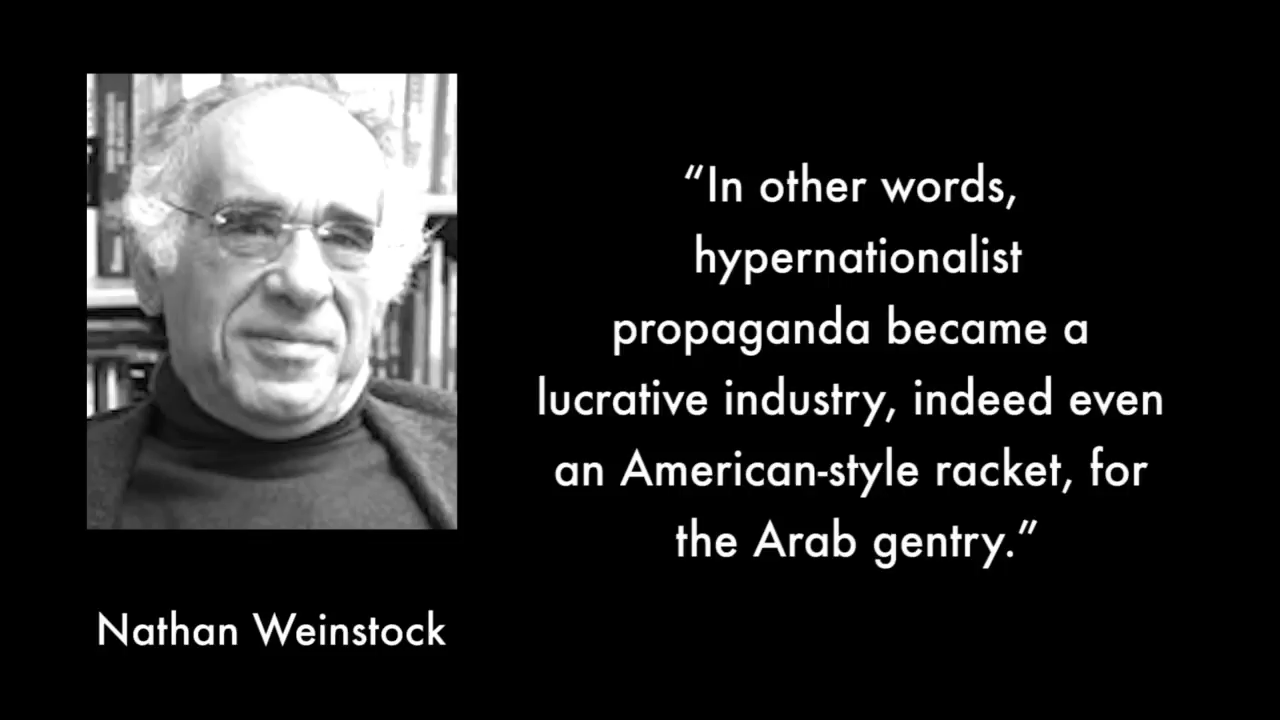 “In other words,
hypernationalist
propaganda became a
lucrative industry, indeed even
an American-style racket, for
the Arab gentry.”
Nathan Weinstock